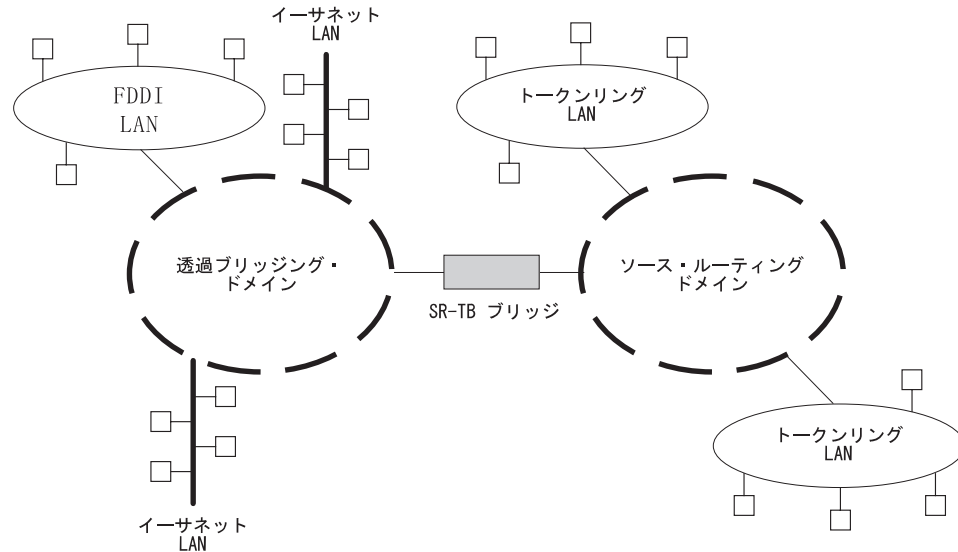 イーサネット
LAN
FDDI
LAN
トークンリング
LAN
透過ブリッジング・
ドメイン
SR-TB ブリッジ
ソース・ルーティング
ドメイン
トークンリング
LAN
イーサネット
LAN